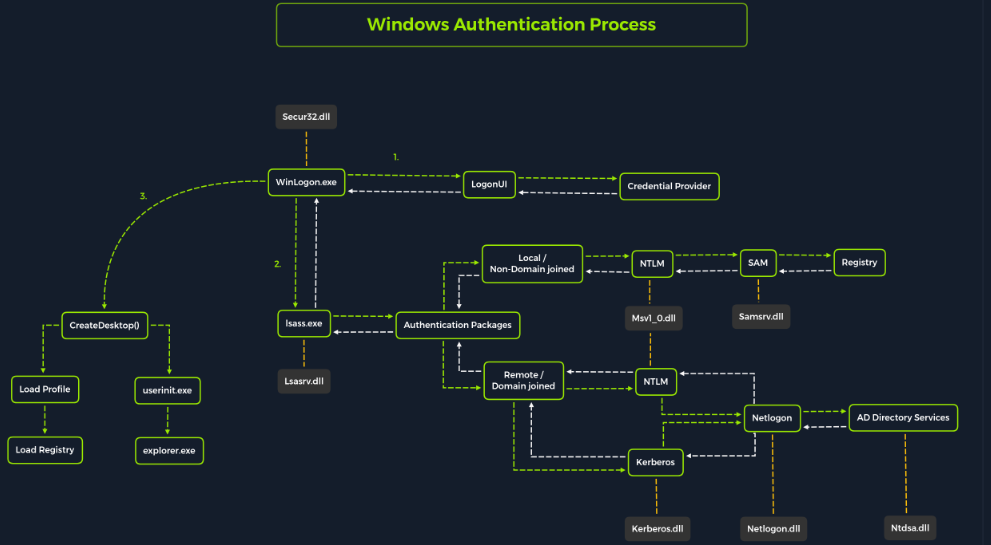 Windows Authentication Process
Secur32.dll
1.
WinLogon.exe
LogonUI
Credential Provider
3.
2.
Local /
Non-Domain joined
NTLM
SAM
Registry
CreateDesktop()
lsass.exe
Authentication Packages
Msv1_0.dll
Samsrv.dll
Load Profile
userinit.exe
Lsasrv.dll
Remote /
Domain joined
NTLM
Netlogon
AD Directory Services
Load Registry
explorer.exe
Kerberos
Kerberos.dll
Netlogon.dll
Ntdsa.dll